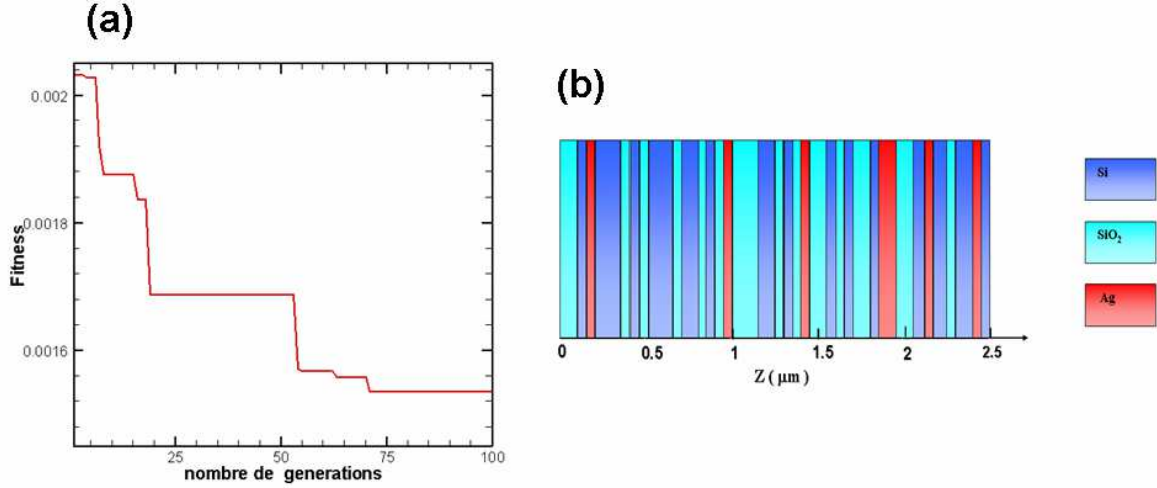 (a)
(b)
0.002
0.0018
0.0016
Fitness
25
50
75
100
nombre de generations
0
0.5
1
1.5
2
2.5
Z ( µm )
Si
SiO₂
Ag